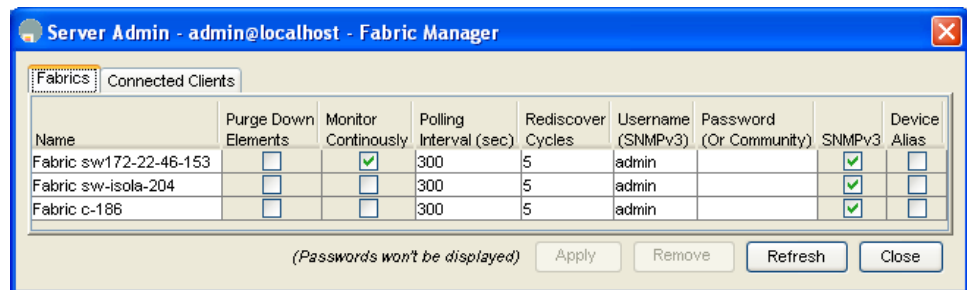 Server Admin - admin@localhost - Fabric Manager
Fabrics Connected Clients
Name Purge Down Elements Monitor Continously Polling Interval (sec) Rediscover Cycles Username (SNMPv3) Password (Or Community) SNMPv3 Device Alias
Fabric sw172-22-46-153 300 5 admin
Fabric sw-isola-204 300 5 admin
Fabric c-186 300 5 admin
(Passwords won't be displayed) Apply Remove Refresh Close